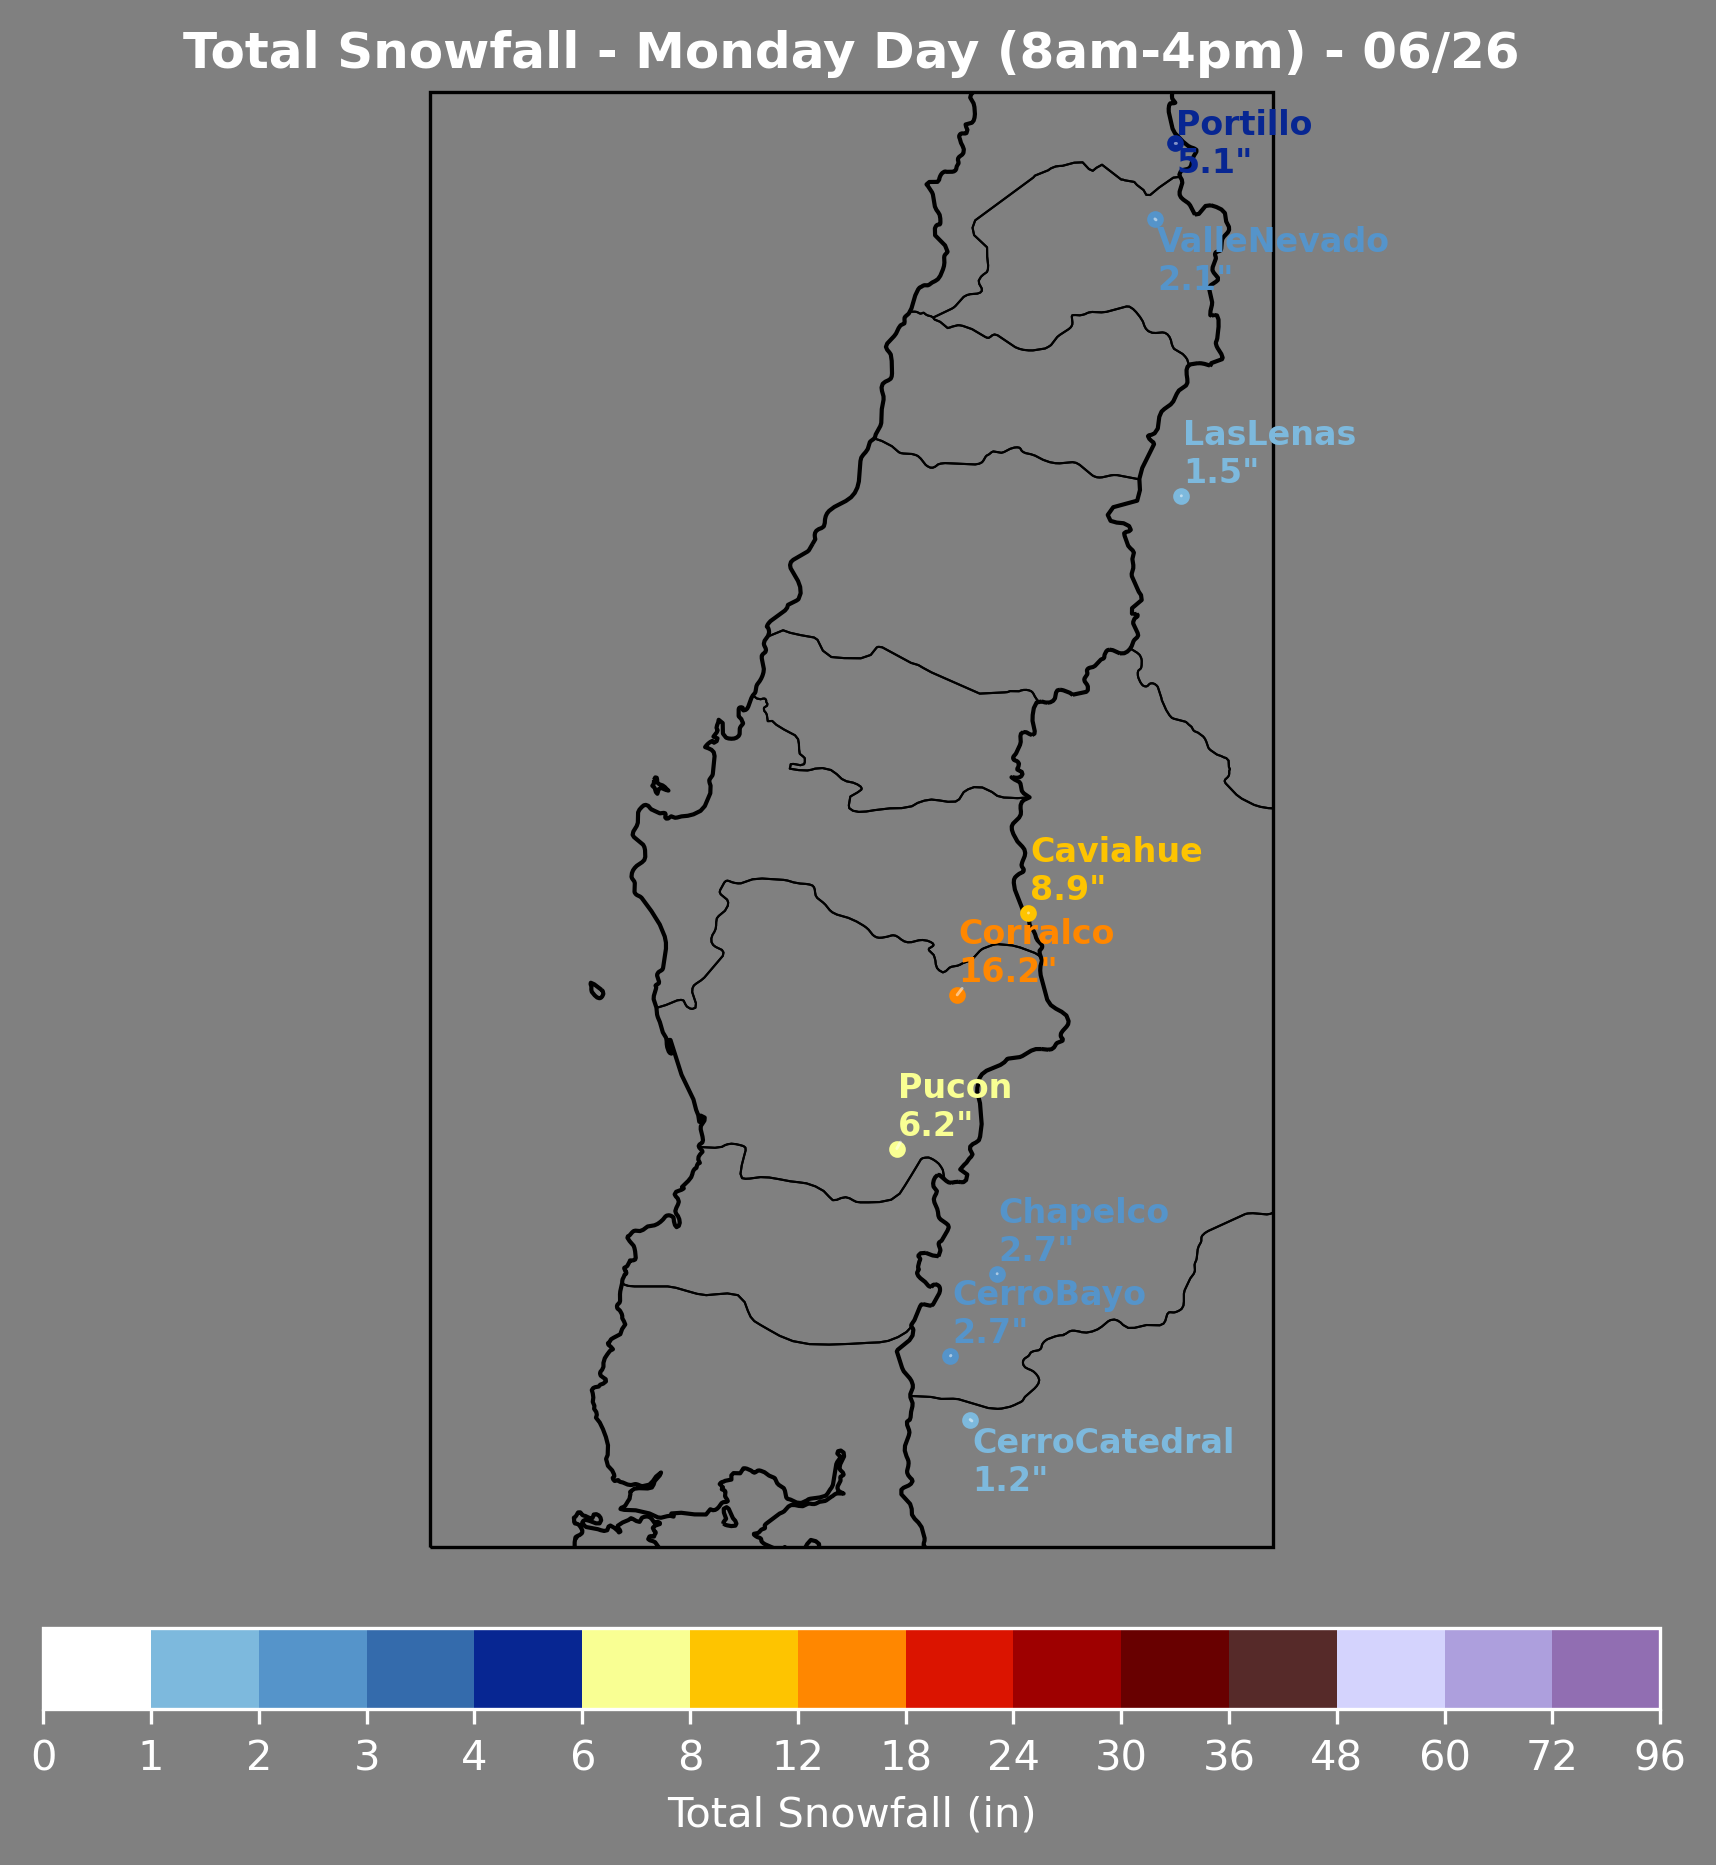 Total Snowfall - Monday Day (8am-4pm) - 06/26
Portillo
5.1"
ValleNevado
2.1"
LasLenas
1.5"
Caviahue
8.9"
Corralco
16.2"
Pucon
6.2"
Chapelco
2.7"
CerroBayo
2.7"
CerroCatedral
1.2"
0 1 2 3 4 6 8 12 18 24 30 36 48 60 72 96
Total Snowfall (in)